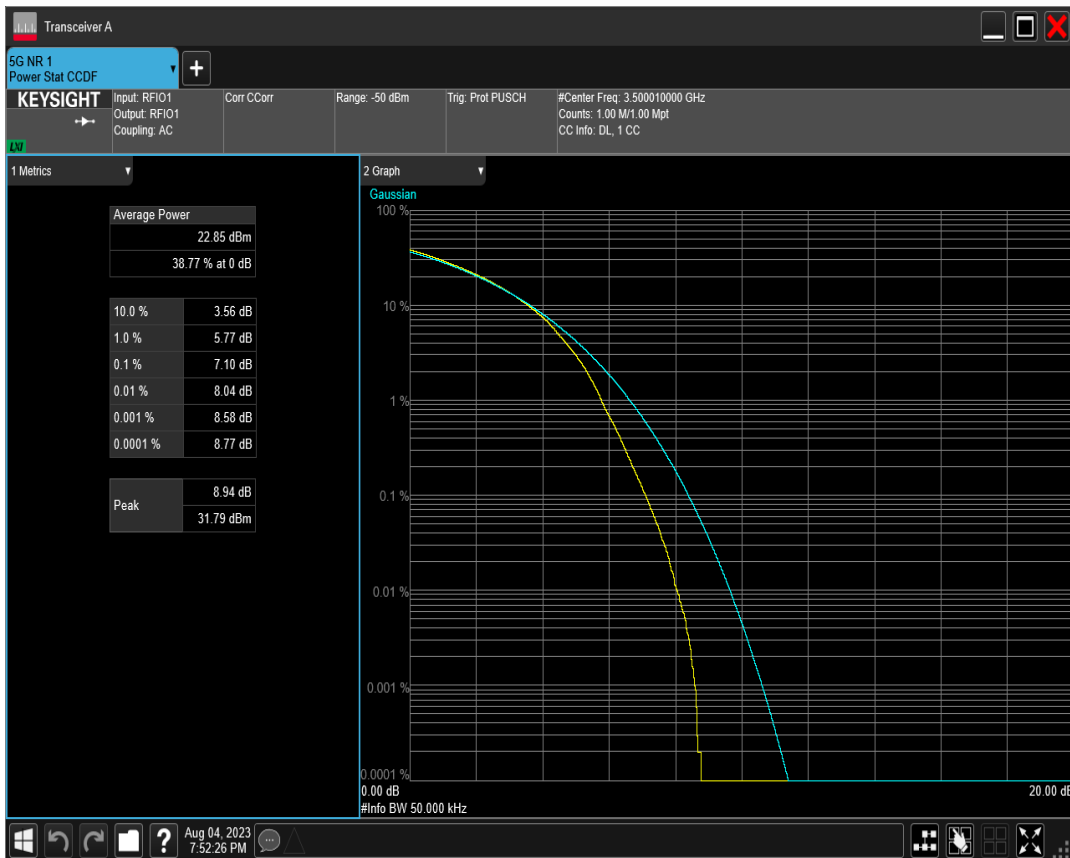 Transceiver A
5G NR 1
Power Stat CCDF
+
KEYSIGHT
LXI
Input: RFIO1
Output: RFIO1
Coupling: AC
Corr CCorr
Range: -50 dBm
Trig: Prot PUSCH
#Center Freq: 3.500010000 GHz
Counts: 1.00 M/1.00 Mpt
CC Info: DL, 1 CC
1 Metrics
Average Power
22.85 dBm
38.77 % at 0 dB
10.0 % 3.56 dB
1.0 % 5.77 dB
0.1 % 7.10 dB
0.01 % 8.04 dB
0.001 % 8.58 dB
0.0001 % 8.77 dB
Peak
8.94 dB
31.79 dBm
2 Graph
Gaussian
100 %
10 %
1 %
0.1 %
0.01 %
0.001 %
0.0001 %
0.00 dB 20.00 dB
#Info BW 50.000 kHz
? Aug 04, 2023
7:52:26 PM